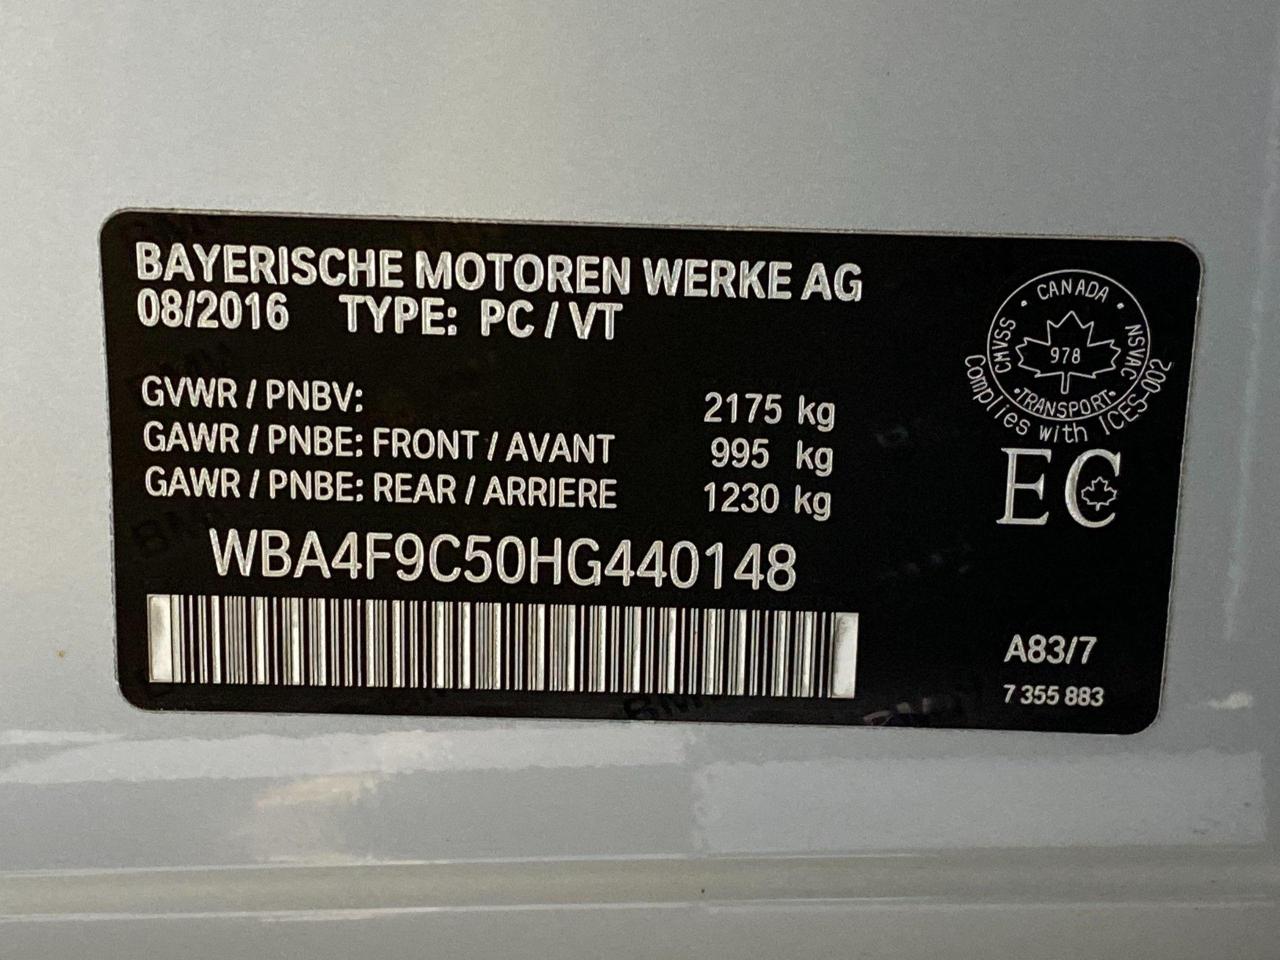 BAYERISCHE MOTOREN WERKE AG
08/2016 TYPE: PC / VT
GVWR / PNBV: 2175 kg
GAWR / PNBE: FRONT / AVANT 995 kg
GAWR / PNBE: REAR / ARRIERE 1230 kg
WBA4F9C50HG440148
CANADA
CMVSS
978
NSVAC
TRANSPORT
Complies with ICES-002
EC
A83/7
7 355 883